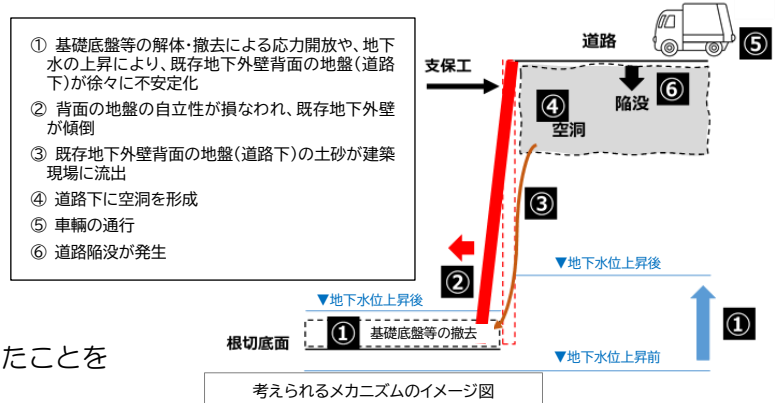 ① 基礎底盤等の解体・撤去による応力開放や、地下
水の上昇により、既存地下外壁背面の地盤(道路
下)が徐々に不安定化
② 背面の地盤の自立性が損なわれ、既存地下外壁
が傾倒
③ 既存地下外壁背面の地盤(道路下)の土砂が建築
現場に流出
④ 道路下に空洞を形成
⑤ 車輛の通行
⑥ 道路陥没が発生
道路
⑤
支保工
④
⑥
陥没
空洞
③
②
▼地下水位上昇後
▼地下水位上昇後
①
根切底面
①
基礎底盤等の撤去
▼地下水位上昇前
たことを
考えられるメカニズムのイメージ図